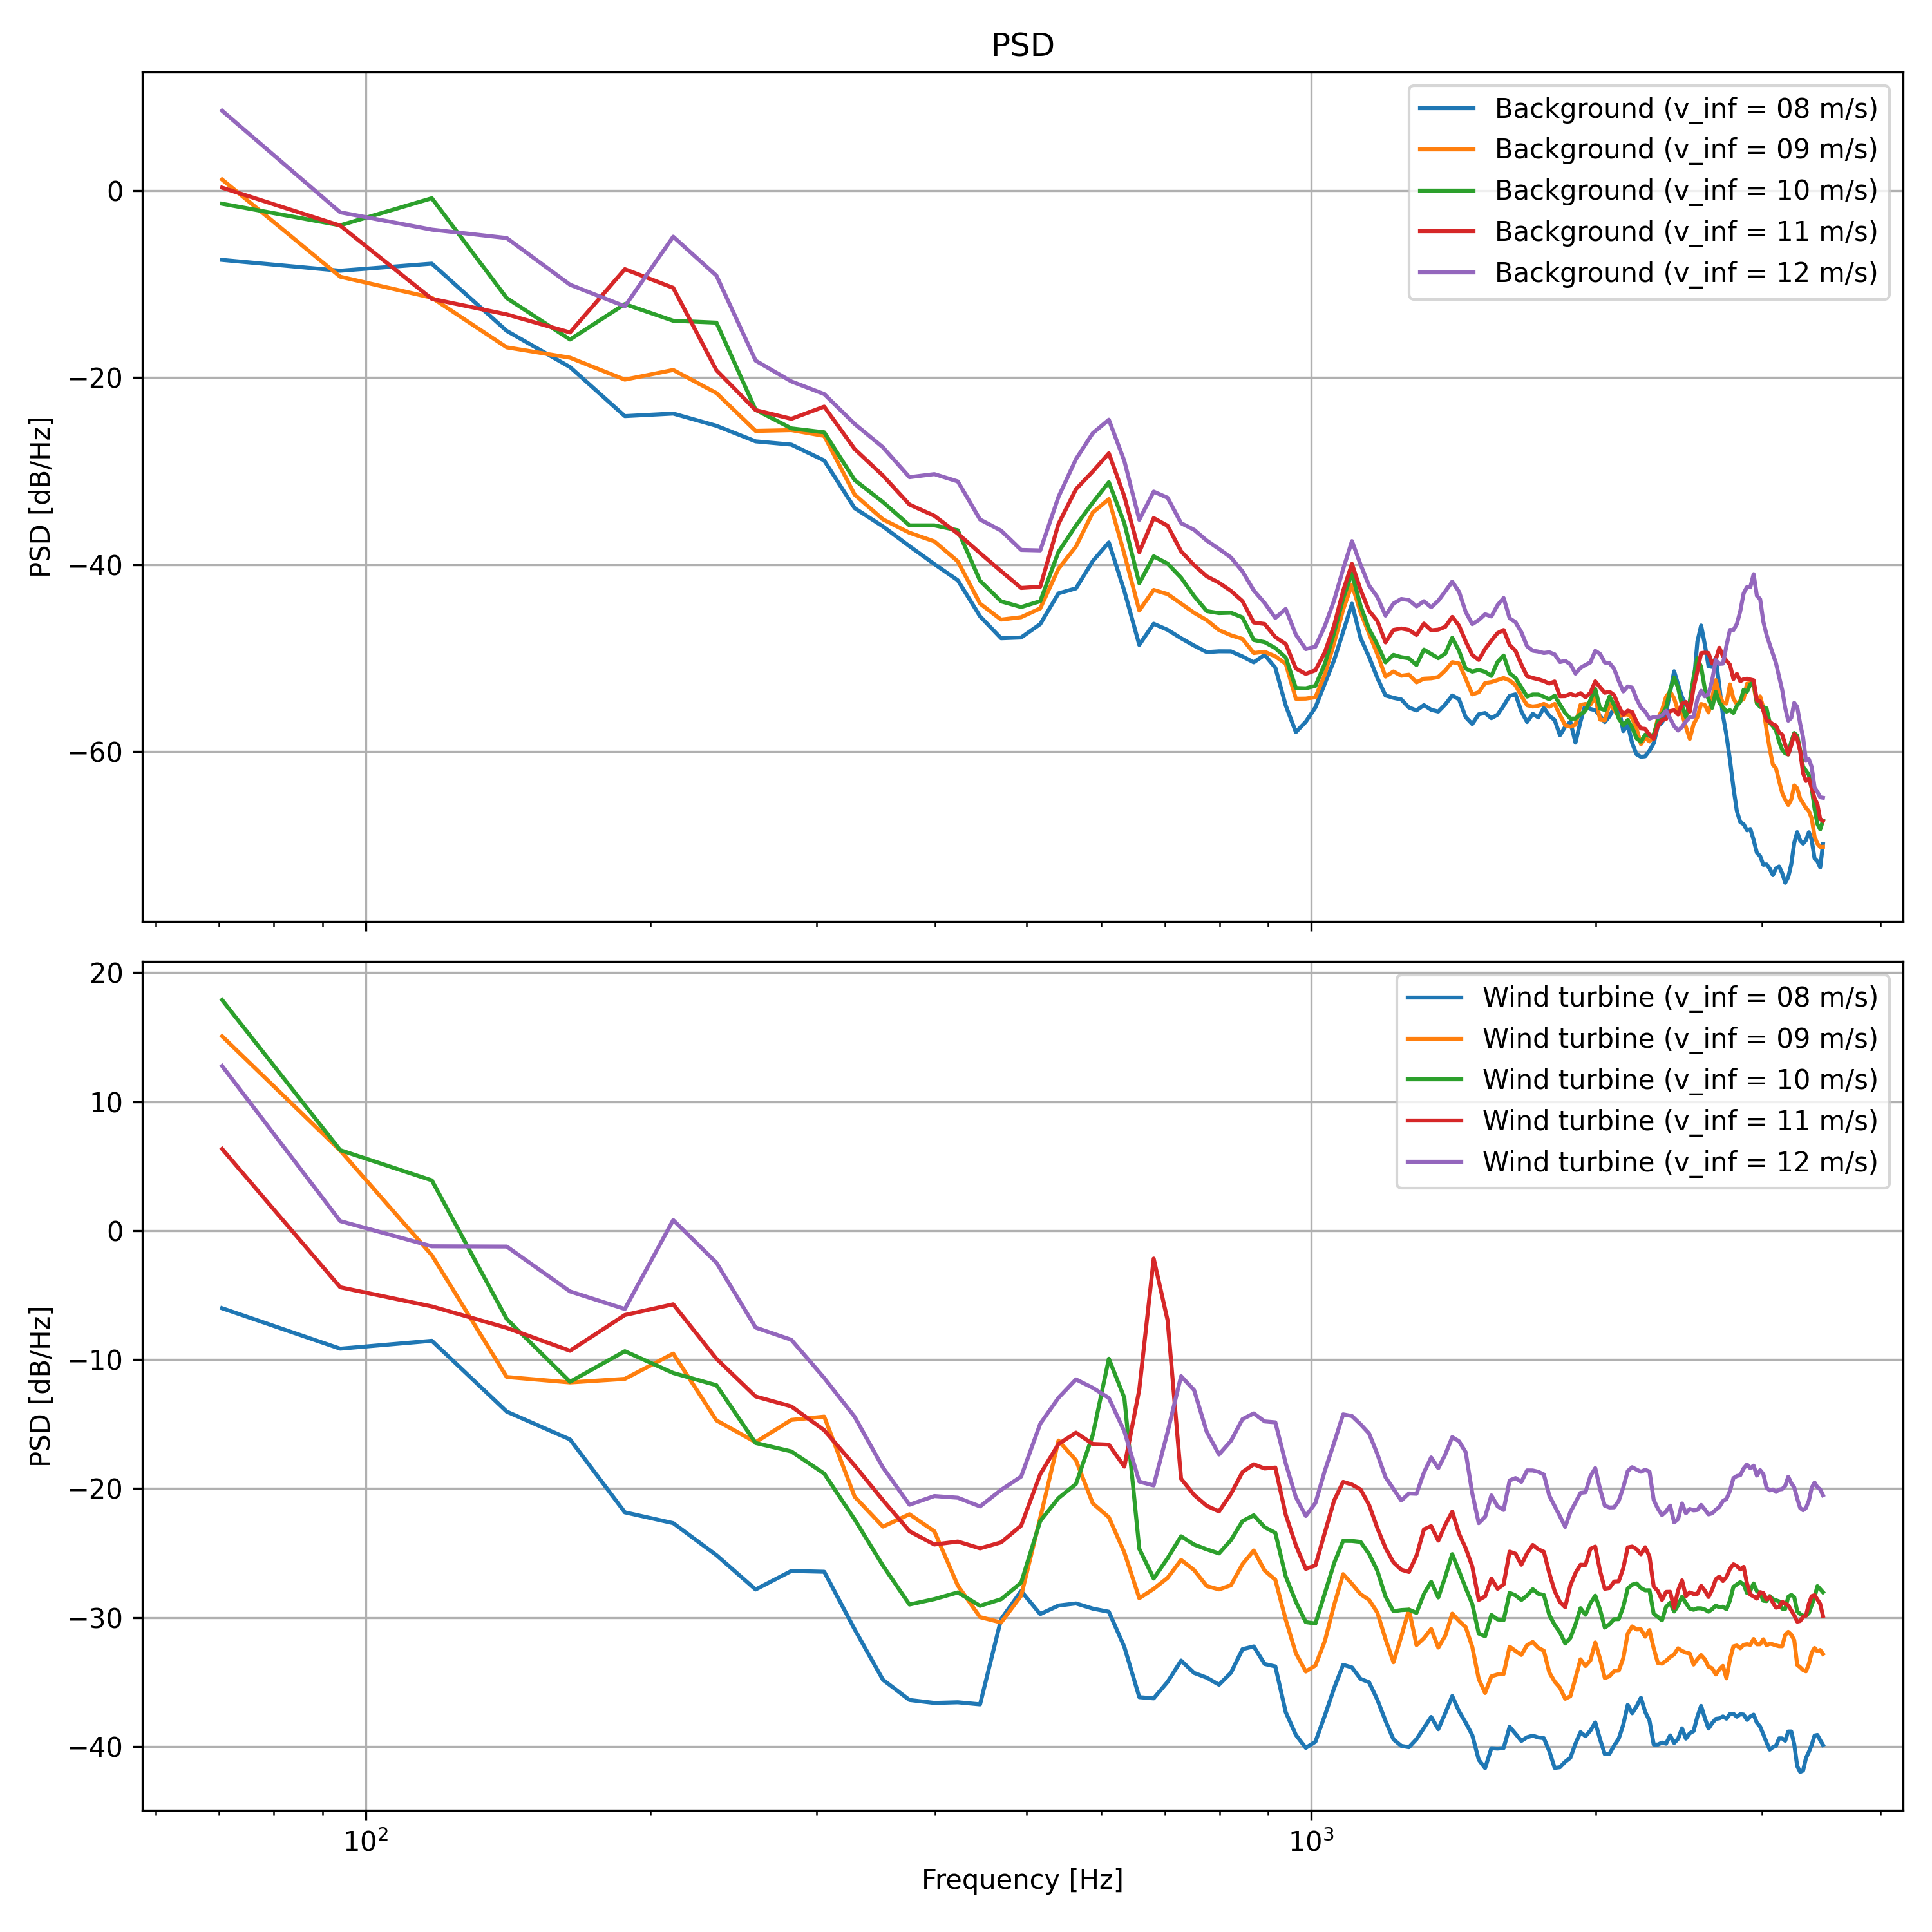 PSD
PSD [dB/Hz]
0
−20
−40
−60
Background (v_inf = 08 m/s)
Background (v_inf = 09 m/s)
Background (v_inf = 10 m/s)
Background (v_inf = 11 m/s)
Background (v_inf = 12 m/s)
PSD [dB/Hz]
20
10
0
−10
−20
−30
−40
Wind turbine (v_inf = 08 m/s)
Wind turbine (v_inf = 09 m/s)
Wind turbine (v_inf = 10 m/s)
Wind turbine (v_inf = 11 m/s)
Wind turbine (v_inf = 12 m/s)
10² 10³
Frequency [Hz]